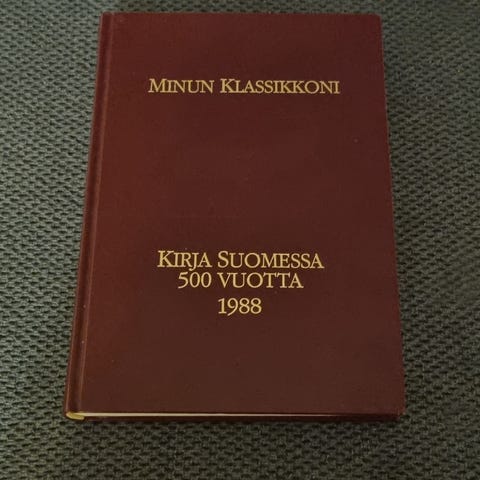 MINUN KLASSIKKONI
KIRJA SUOMESSA
500 VUOTTA
1988